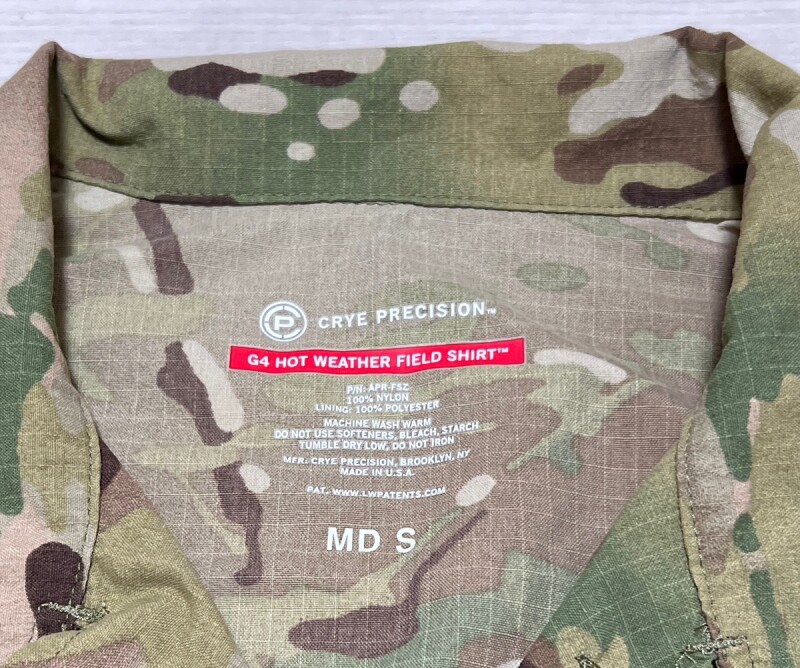 CP CRYE PRECISION™
G4 HOT WEATHER FIELD SHIRT™
P/N: APR-FSZ
100% NYLON
LINING: 100% POLYESTER
MACHINE WASH WARM
DO NOT USE SOFTENERS, BLEACH, STARCH
TUMBLE DRY LOW, DO NOT IRON
MFR: CRYE PRECISION, BROOKLYN, NY
MADE IN U.S.A.
PAT. WWW.LWPATENTS.COM
MD S